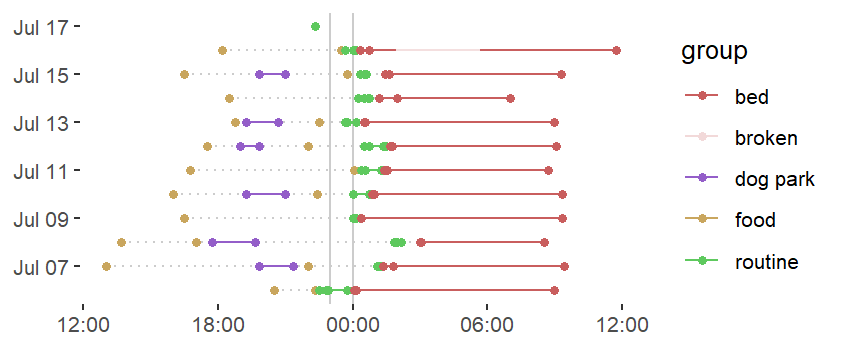 Jul 17
Jul 15
Jul 13
Jul 11
Jul 09
Jul 07
12:00 18:00 00:00 06:00 12:00
group
bed
broken
dog park
food
routine